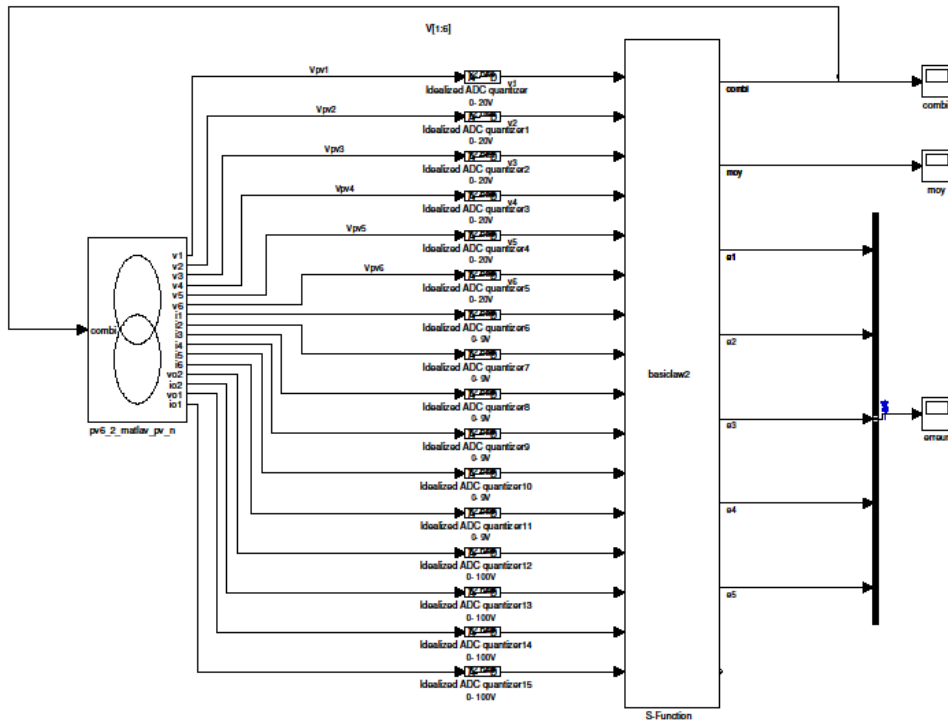 V[1:6]
Vpv1
v1
Idealized ADC quantizer
0- 20V
Vpv2
v2
Idealized ADC quantizer1
0- 20V
Vpv3
v3
Idealized ADC quantizer2
0- 20V
Vpv4
v4
Idealized ADC quantizer3
0- 20V
Vpv5
v5
Idealized ADC quantizer4
0- 20V
Vpv6
v6
Idealized ADC quantizer5
0- 20V
Idealized ADC quantizer6
0- 9V
Idealized ADC quantizer7
0- 9V
Idealized ADC quantizer8
0- 9V
Idealized ADC quantizer9
0- 9V
Idealized ADC quantizer10
0- 9V
Idealized ADC quantizer11
0- 9V
Idealized ADC quantizer12
0- 100V
Idealized ADC quantizer13
0- 100V
Idealized ADC quantizer14
0- 100V
Idealized ADC quantizer15
0- 100V
combi
v1
v2
v3
v4
v5
v6
i1
i2
i3
i4
i5
i6
vo2
io2
vo1
io1
pv6_2_matlav_pv_n
basiclaw2
S-Function
combi
moy
e1
e2
e3
e4
e5
combi
moy
erreur